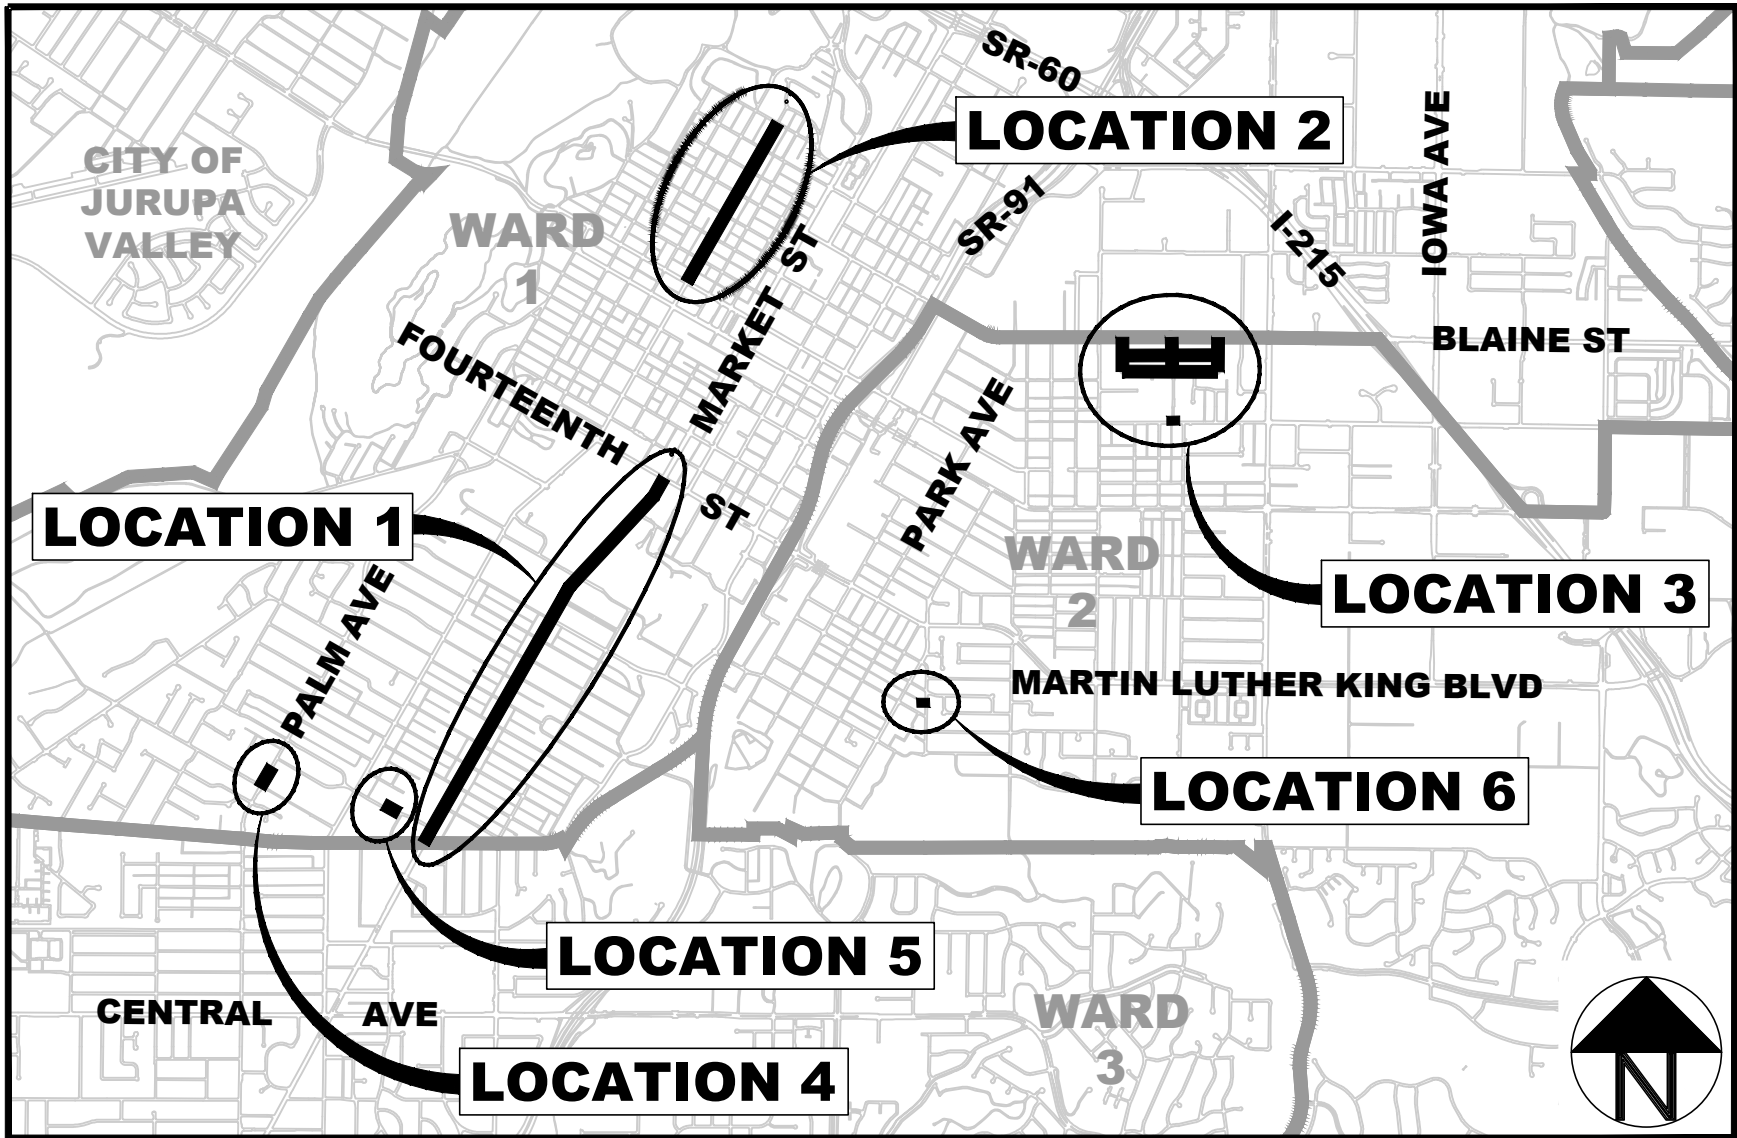 SR-60
LOCATION 2
IOWA AVE
CITY OF
JURUPA
VALLEY
WARD
1
SR-91
I-215
MARKET ST
BLAINE ST
FOURTEENTH
ST
PARK AVE
LOCATION 1
WARD
2
LOCATION 3
PALM AVE
MARTIN LUTHER KING BLVD
LOCATION 6
LOCATION 5
CENTRAL
AVE
WARD
3
LOCATION 4
N